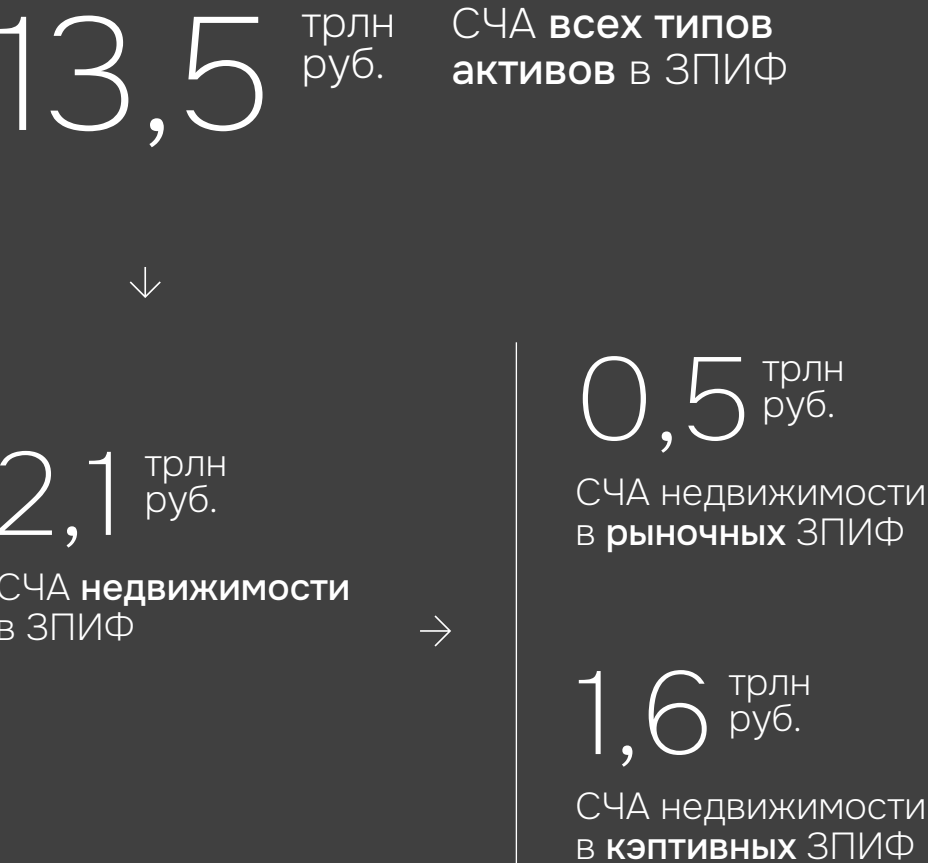 13,5 трлн
руб.
СЧА всех типов
активов в ЗПИФ
2,1 трлн
руб.
СЧА недвижимости
в ЗПИФ
0,5 трлн
руб.
СЧА недвижимости
в рыночных ЗПИФ
1,6 трлн
руб.
СЧА недвижимости
в кэптивных ЗПИФ